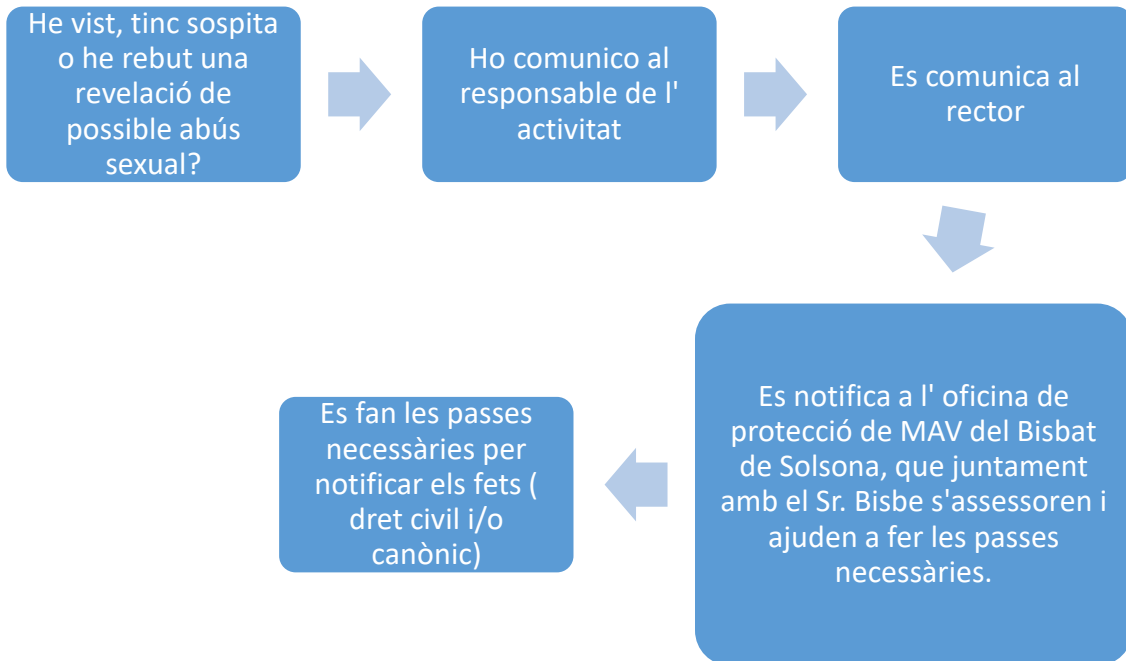 He vist, tinc sospita
o he rebut una
revelació de
possible abús
sexual?
Ho comunico al
responsable de l'
activitat
Es comunica al
rector
Es notifica a l' oficina de
protecció de MAV del Bisbat
de Solsona, que juntament
amb el Sr. Bisbe s'assessoren i
ajuden a fer les passes
necessàries.
Es fan les passes
necessàries per
notificar els fets (
dret civil i/o
canònic)